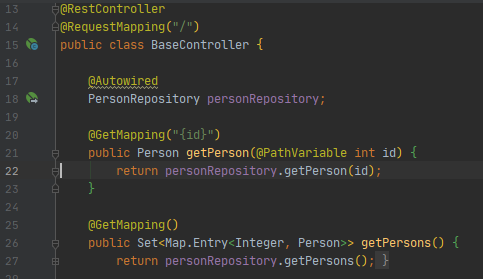 13 @RestController
14 @RequestMapping("/")
15 public class BaseController {
16
17 @Autowired
18 PersonRepository personRepository;
19
20 @GetMapping("{id}")
21 public Person getPerson(@PathVariable int id) {
22 return personRepository.getPerson(id);
23 }
24
25 @GetMapping()
26 public Set<Map.Entry<Integer, Person>> getPersons() {
27 return personRepository.getPersons(); }